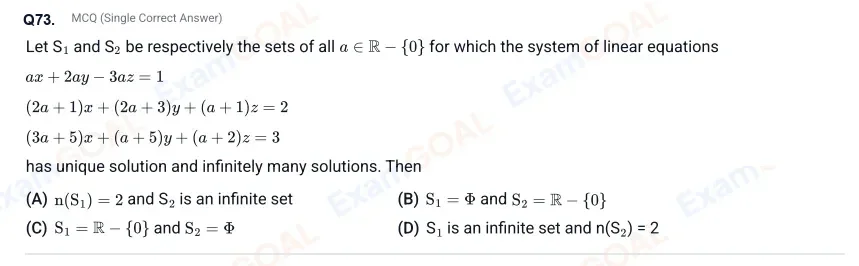 Q73. MCQ (Single Correct Answer)
Let S₁ and S₂ be respectively the sets of all a ∈ ℝ − {0} for which the system of linear equations
ax + 2ay − 3az = 1
(2a + 1)x + (2a + 3)y + (a + 1)z = 2
(3a + 5)x + (a + 5)y + (a + 2)z = 3
has unique solution and infinitely many solutions. Then
(A) n(S₁) = 2 and S₂ is an infinite set
(B) S₁ = Φ and S₂ = ℝ − {0}
(C) S₁ = ℝ − {0} and S₂ = Φ
(D) S₁ is an infinite set and n(S₂) = 2
ExamGOAL